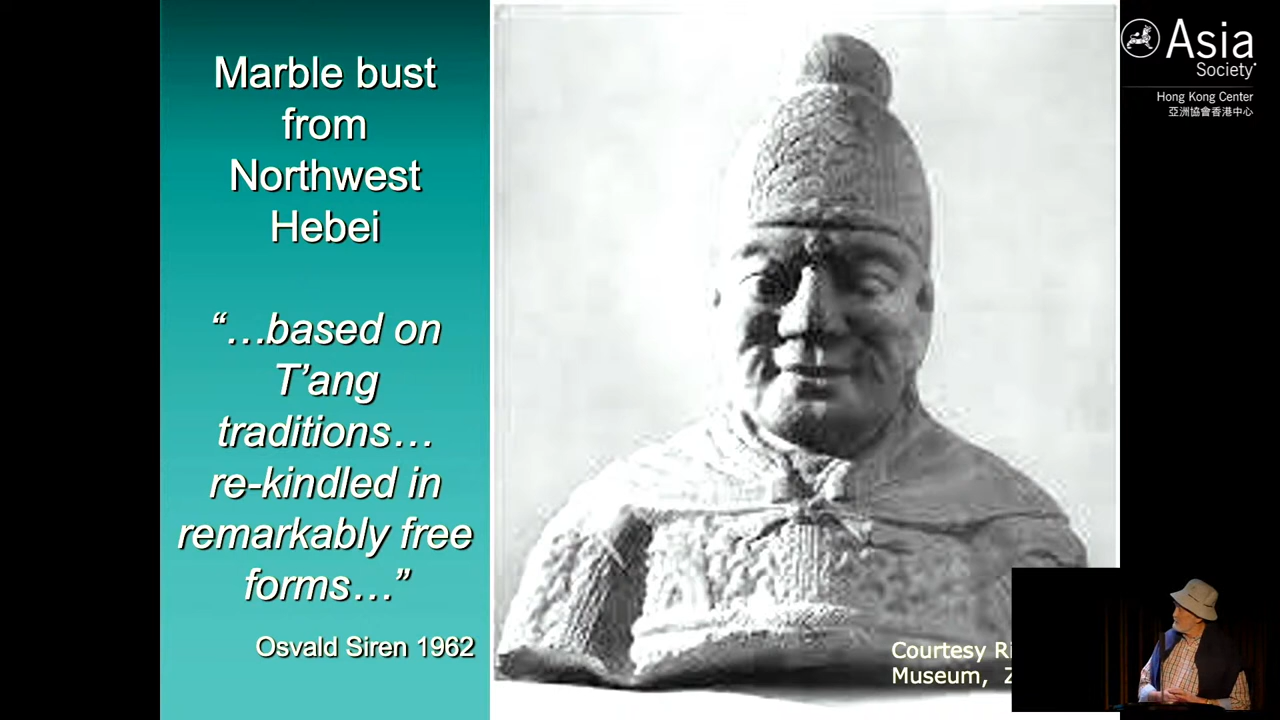 Marble bust
from
Northwest
Hebei
“…based on
T’ang
traditions…
re-kindled in
remarkably free
forms…”
Osvald Siren 1962
Courtesy
Museum,
Asia
Society
Hong Kong Center
亞洲協會香港中心